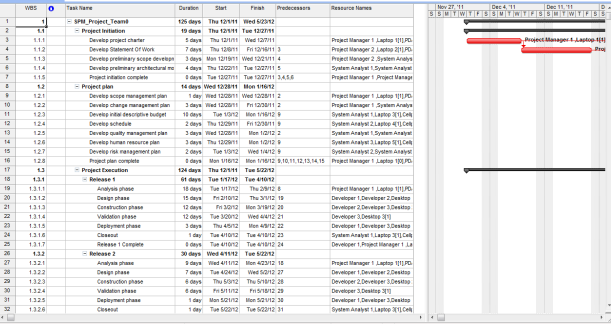 WBS Task Name Duration Start Finish Predecessors Resource Names
Nov 27, '11 Dec 4, '11 Dec 11, '11 D
S S M T W T F S S M T W T F S S M T W T F S
1 1 SPM_Project_Team0 125 days Thu 12/1/11 Wed 5/23/12
2 1.1 Project Initiation 19 days Thu 12/1/11 Tue 12/27/11
3 1.1.1 Develop project charter 5 days Thu 12/1/11 Wed 12/7/11 Project Manager 1 ,Laptop 1[1],PD Project Manager 1 ,Laptop 1[1]
4 1.1.2 Develop Statement Of Work 7 days Thu 12/8/11 Fri 12/16/11 3 Project Manager 2 ,Laptop 2[1],PD Proj
5 1.1.3 Develop preliminary scope developm 3 days Mon 12/19/11 Wed 12/21/11 4 Project Manager 2 ,System Analys
6 1.1.4 Develop preliminary architectural mo 4 days Thu 12/22/11 Tue 12/27/11 5 System Analyst 1,System Analyst
7 1.1.5 Project initiation complete 0 days Tue 12/27/11 Tue 12/27/11 3,4,5,6 Project Manager 1 ,Project Manage
8 1.2 Project plan 14 days Wed 12/28/11 Mon 1/16/12
9 1.2.1 Develop scope management plan 1 day Wed 12/28/11 Wed 12/28/11 2 Project Manager 1 ,Laptop 1[1],PD
10 1.2.2 Develop change management plan 3 days Wed 12/28/11 Fri 12/30/11 2 Project Manager 2 ,Laptop 2[1],PD
11 1.2.3 Develop initial descriptive budget 10 days Tue 1/3/12 Mon 1/16/12 9 System Analyst 1,Laptop 3[1],Cell
12 1.2.4 Develop schedule 2 days Thu 12/29/11 Fri 12/30/11 9 System Analyst 2,Laptop 4[1],Cell
13 1.2.5 Develop quality management plan 3 days Wed 12/28/11 Mon 1/2/12 2 Project Manager 1 ,Laptop 1[1],PD
14 1.2.6 Develop human resource plan 3 days Thu 12/29/11 Mon 1/2/12 9 System Analyst 1,Laptop 3[1],Cell
15 1.2.7 Develop risk management plan 2 days Tue 1/3/12 Wed 1/4/12 9 System Analyst 2,System Analyst
16 1.2.8 Project plan complete 0 days Mon 1/16/12 Mon 1/16/12 9,10,11,12,13,14,15 Project Manager 1 ,Laptop 1[0],PD
17 1.3 Project Execution 124 days Thu 12/1/11 Tue 5/22/12
18 1.3.1 Release 1 61 days Tue 1/17/12 Tue 4/10/12
19 1.3.1.1 Analysis phase 18 days Tue 1/17/12 Thu 2/9/12 8 Project Manager 1 ,Laptop 1[1],PD
20 1.3.1.2 Design phase 15 days Fri 2/10/12 Thu 3/1/12 19 Developer 1,Developer 2,Desktop
21 1.3.1.3 Construction phase 12 days Fri 3/2/12 Mon 3/19/12 20 Developer 2,Developer 3,Desktop
22 1.3.1.4 Validation phase 12 days Tue 3/20/12 Wed 4/4/12 21 Developer 3,Desktop 3[1]
23 1.3.1.5 Deployment phase 3 days Thu 4/5/12 Mon 4/9/12 22 Developer 1,Developer 3,Desktop
24 1.3.1.6 Closeout 1 day Tue 4/10/12 Tue 4/10/12 23 System Analyst 1,Laptop 3[1],Cell
25 1.3.1.7 Release 1 Complete 0 days Tue 4/10/12 Tue 4/10/12 24 Developer 1,Project Manager 1 ,La
26 1.3.2 Release 2 30 days Wed 4/11/12 Tue 5/22/12
27 1.3.2.1 Analysis phase 9 days Wed 4/11/12 Mon 4/23/12 18 Project Manager 1 ,Laptop 1[1],PD
28 1.3.2.2 Design phase 7 days Tue 4/24/12 Wed 5/2/12 27 Developer 1,Developer 2,Desktop
29 1.3.2.3 Construction phase 6 days Thu 5/3/12 Thu 5/10/12 28 Developer 2,Developer 3,Desktop
30 1.3.2.4 Validation phase 6 days Fri 5/11/12 Fri 5/18/12 29 Developer 3,Desktop 3[1]
31 1.3.2.5 Deployment phase 1 day Mon 5/21/12 Mon 5/21/12 30 Developer 1,Developer 3,Desktop
32 1.3.2.6 Closeout 1 day Tue 5/22/12 Tue 5/22/12 31 System Analyst 1,Laptop 3[1],Cell